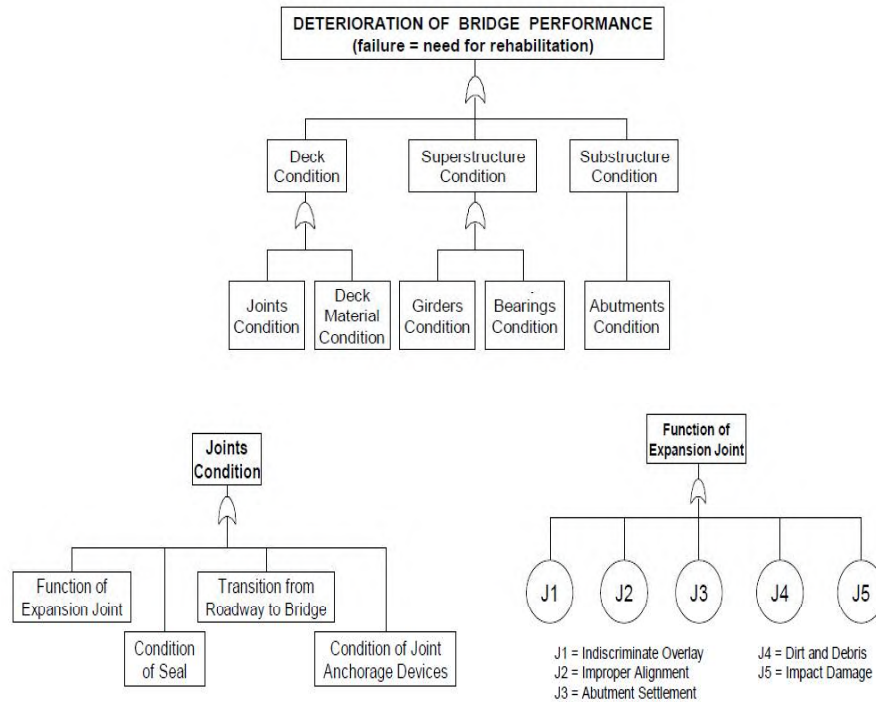 DETERIORATION OF BRIDGE PERFORMANCE
(failure = need for rehabilitation)
Deck
Condition
Superstructure
Condition
Substructure
Condition
Joints
Condition
Deck
Material
Condition
Girders
Condition
Bearings
Condition
Abutments
Condition
Joints
Condition
Function of
Expansion Joint
Condition
of Seal
Transition from
Roadway to Bridge
Condition of Joint
Anchorage Devices
Function of
Expansion Joint
J1
J2
J3
J4
J5
J1 = Indiscriminate Overlay
J2 = Improper Alignment
J3 = Abutment Settlement
J4 = Dirt and Debris
J5 = Impact Damage